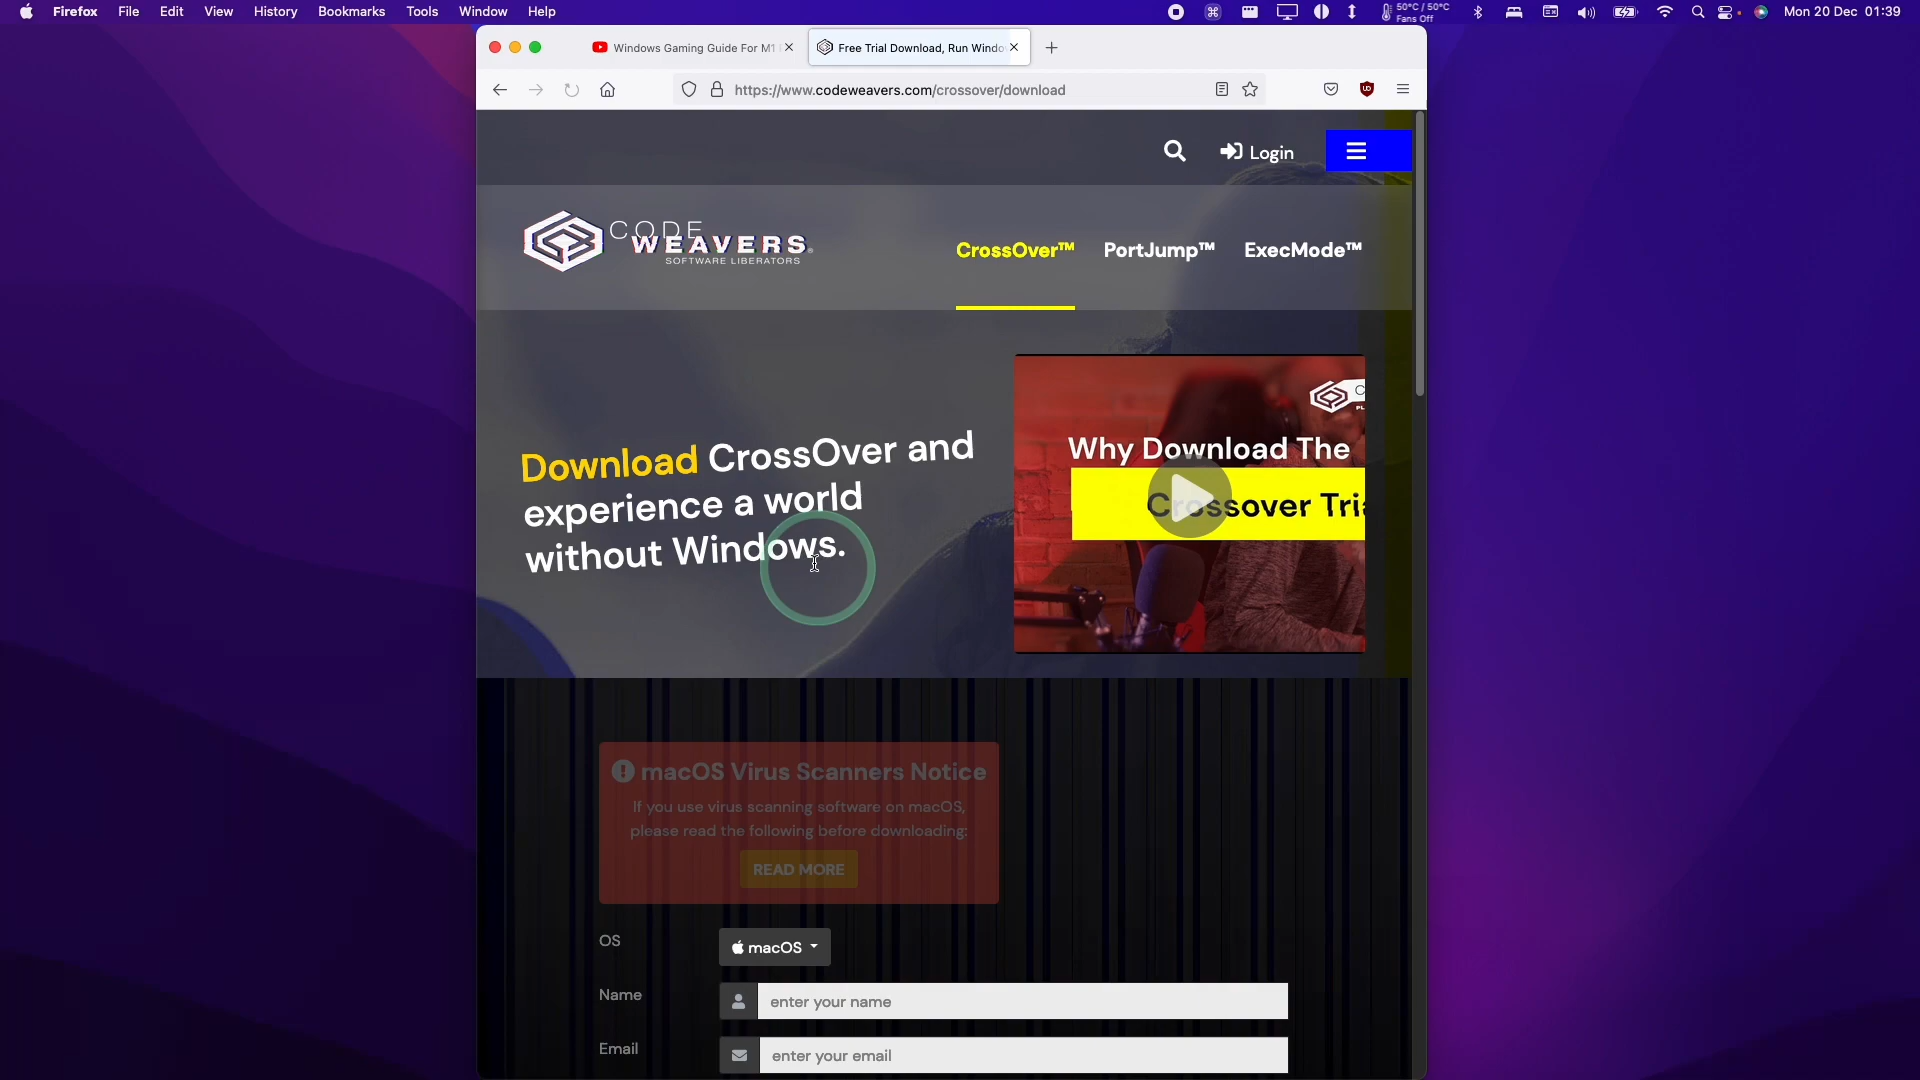 Firefox File Edit View History Bookmarks Tools Window Help
50°C / 50°C
Fans Off
Mon 20 Dec 01:39
Windows Gaming Guide For M1
Free Trial Download, Run Windo
https://www.codeweavers.com/crossover/download
Login
CODE
WEAVERS
SOFTWARE LIBERATORS
CrossOver™ PortJump™ ExecMode™
Download CrossOver and
experience a world
without Windows.
Why Download The
Crossover Tri
macOS Virus Scanners Notice
If you use virus scanning software on macOS,
please read the following before downloading:
READ MORE
OS
macOS
Name
enter your name
Email
enter your email